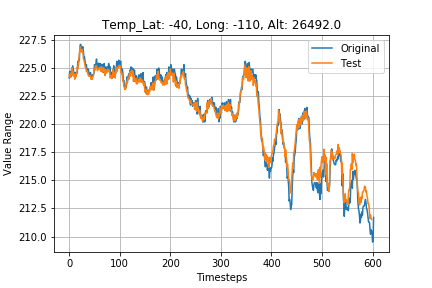 Temp_Lat: -40, Long: -110, Alt: 26492.0
Original
Test
Value Range
227.5
225.0
222.5
220.0
217.5
215.0
212.5
210.0
0 100 200 300 400 500 600
Timesteps